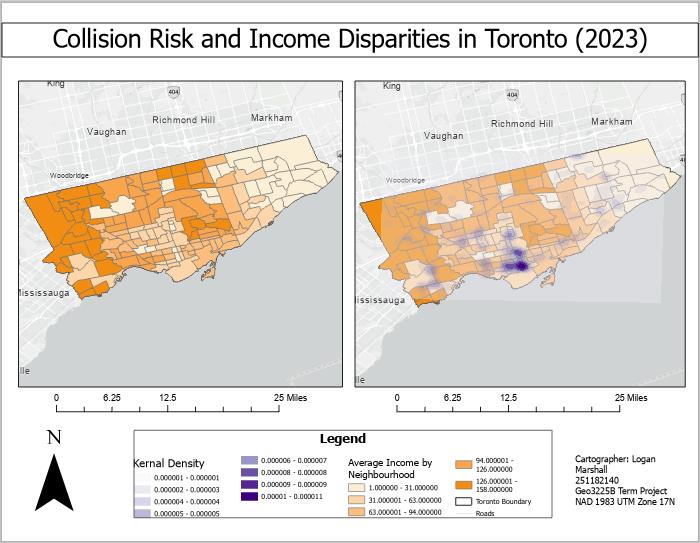 Collision Risk and Income Disparities in Toronto (2023)
King
404
Richmond Hill
Markham
Vaughan
Woodbridge
Mississauga
lle
0 6.25 12.5 25 Miles
King
404
Richmond Hill
Markham
Vaughan
Woodbridge
ississauga
lle
0 6.25 12.5 25 Miles
N
Legend
Kernal Density
0.000001 - 0.000001
0.000002 - 0.000003
0.000004 - 0.000004
0.000005 - 0.000005
0.000006 - 0.000007
0.000008 - 0.000008
0.000009 - 0.000009
0.00001 - 0.000011
Average Income by
Neighbourhood
1.000000 - 31.000000
31.000001 - 63.000000
63.000001 - 94.000000
94.000001 -
126.000000
126.000001 -
158.000000
Toronto Boundary
Roads
Cartographer: Logan
Marshall
251182140
Geo3225B Term Project
NAD 1983 UTM Zone 17N